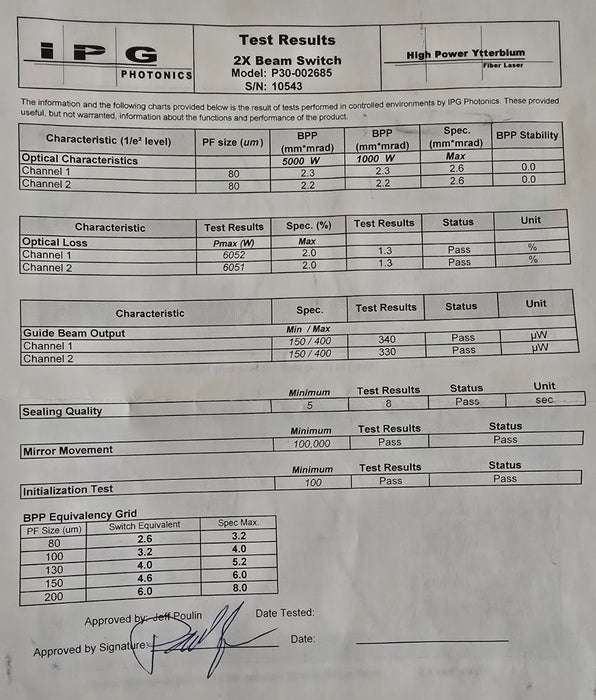 IPG
PHOTONICS
Test Results
2X Beam Switch
Model: P30-002685
S/N: 10543
High Power Ytterbium
Fiber Laser
The information and the following charts provided below is the result of tests performed in controlled environments by IPG Photonics. These provided
useful, but not warranted, information about the functions and performance of the product.
Characteristic (1/e² level) PF size (um) BPP (mm*mrad) BPP (mm*mrad) Spec. (mm*mrad) BPP Stability
Optical Characteristics 5000 W 1000 W Max
Channel 1 80 2.3 2.3 2.6 0.0
Channel 2 80 2.2 2.2 2.6 0.0
Characteristic Test Results Spec. (%) Test Results Status Unit
Optical Loss Pmax (W) Max
Channel 1 6052 2.0 1.3 Pass %
Channel 2 6051 2.0 1.3 Pass %
Characteristic Spec. Test Results Status Unit
Guide Beam Output Min / Max
Channel 1 150 / 400 340 Pass µW
Channel 2 150 / 400 330 Pass µW
Minimum Test Results Status Unit
Sealing Quality 5 8 Pass sec.
Minimum Test Results Status
Mirror Movement 100,000 Pass Pass
Minimum Test Results Status
Initialization Test 100 Pass Pass
BPP Equivalency Grid
PF Size (um) Switch Equivalent Spec Max.
80 2.6 3.2
100 3.2 4.0
130 4.0 5.2
150 4.6 6.0
200 6.0 8.0
Approved by: Jeff Poulin Date Tested:
Approved by Signature: Date: